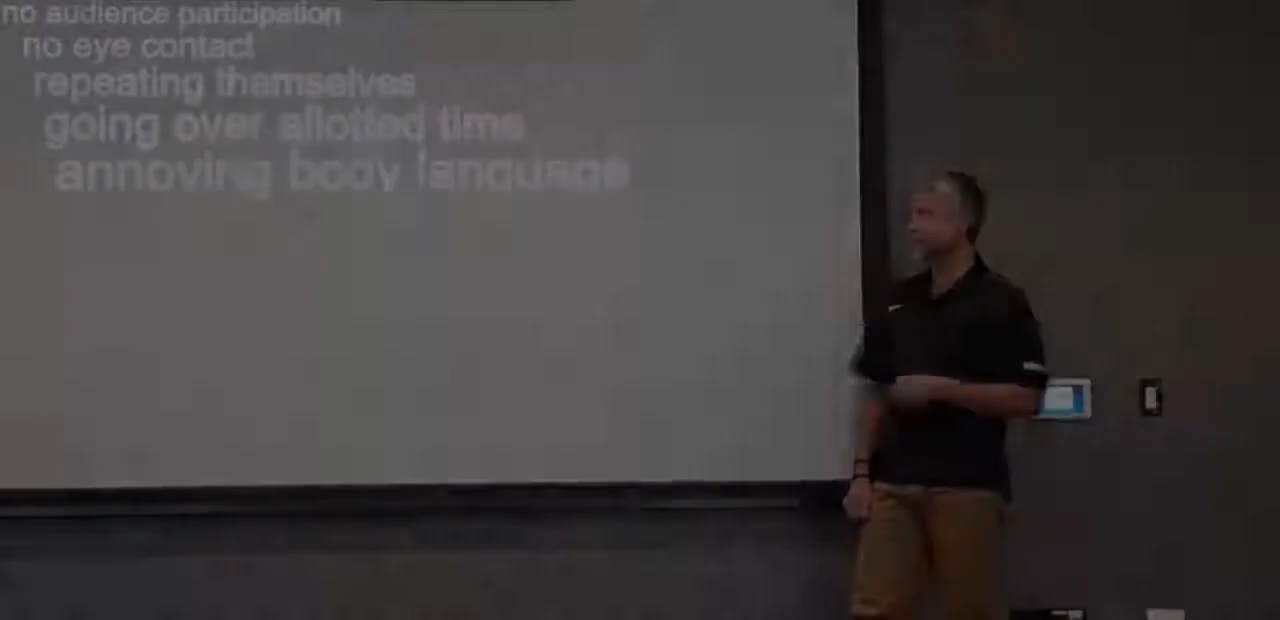 no audience participation
no eye contact
repeating themselves
going over allotted time
annoying body language